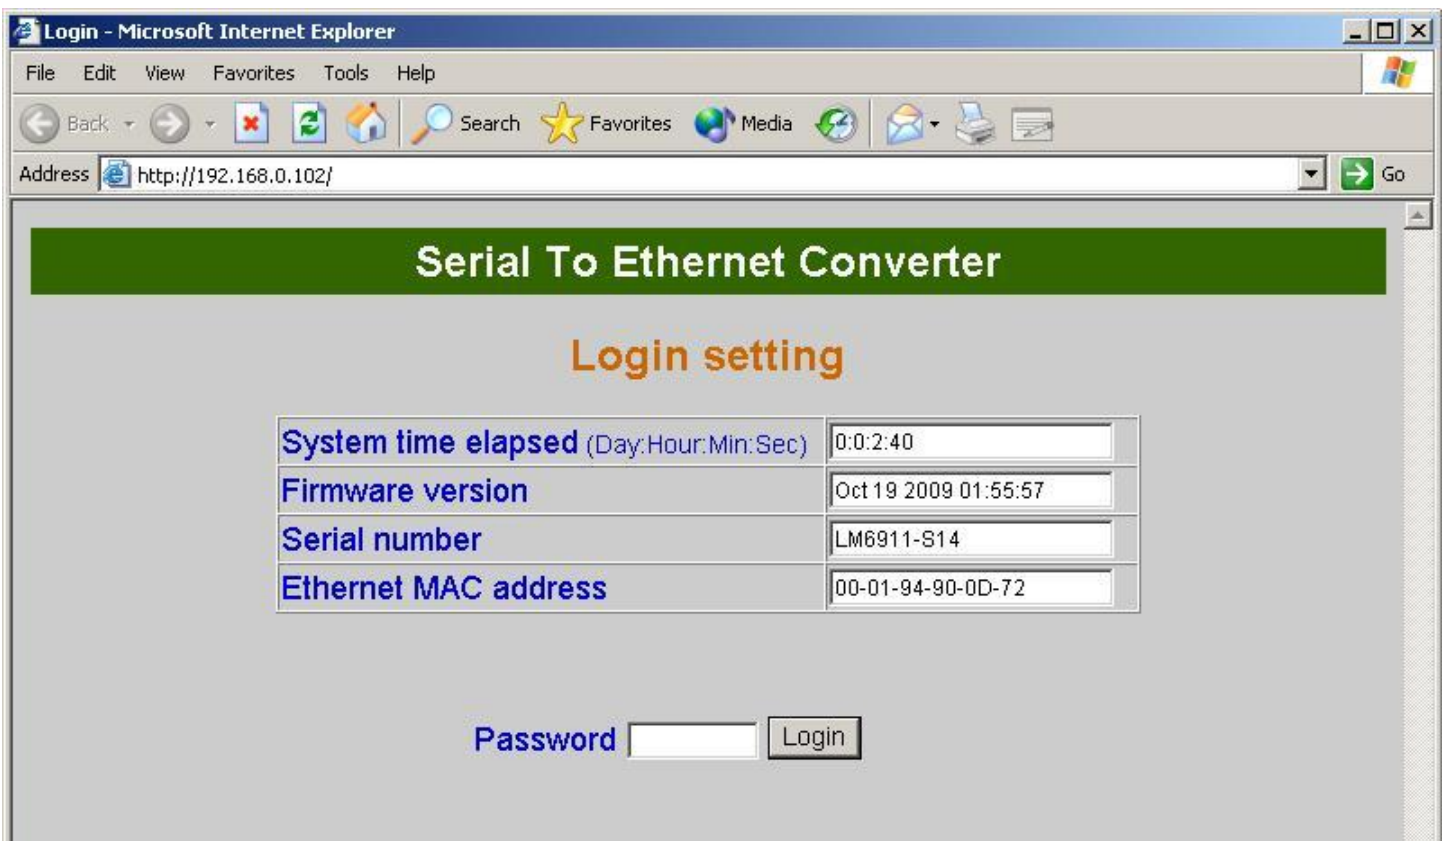 Login - Microsoft Internet Explorer
File Edit View Favorites Tools Help
Back Search Favorites Media
Address http://192.168.0.102/ Go
Serial To Ethernet Converter
Login setting
System time elapsed (Day:Hour:Min:Sec) 0:0:2:40
Firmware version Oct 19 2009 01:55:57
Serial number LM6911-S14
Ethernet MAC address 00-01-94-90-0D-72
Password Login